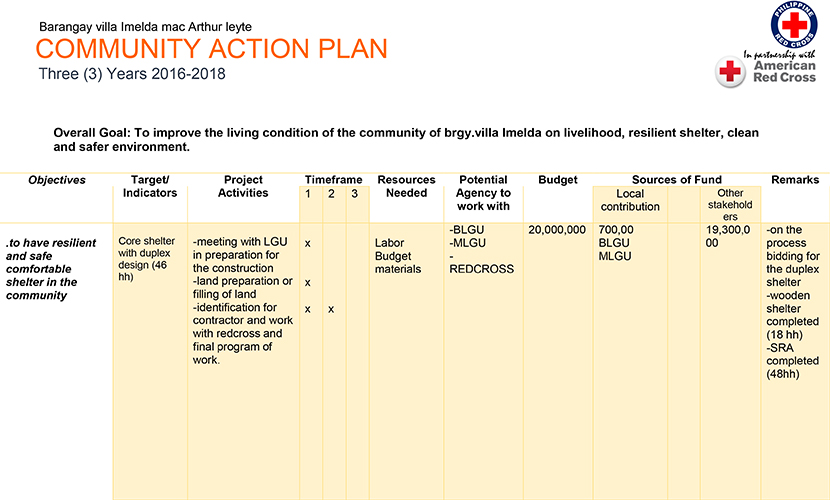 Barangay villa Imelda mac Arthur leyte
COMMUNITY ACTION PLAN
Three (3) Years 2016-2018
PHILIPPINE
RED CROSS
In partnership with
American
Red Cross
Overall Goal: To improve the living condition of the community of brgy.villa Imelda on livelihood, resilient shelter, clean
and safer environment.
Objectives
Target/
Indicators
Project
Activities
Timeframe
1 2 3
Resources
Needed
Potential
Agency to
work with
Budget
Sources of Fund
Local
contribution
Other
stakehold
ers
Remarks
.to have resilient
and safe
comfortable
shelter in the
community
Core shelter
with duplex
design (46
hh)
-meeting with LGU
in preparation for
the construction
-land preparation or
filling of land
-identification for
contractor and work
with redcross and
final program of
work.
x
x
x x
Labor
Budget
materials
-BLGU
-MLGU
-
REDCROSS
20,000,000
700,00
BLGU
MLGU
19,300,0
00
-on the
process
bidding for
the duplex
shelter
-wooden
shelter
completed
(18 hh)
-SRA
completed
(48hh)